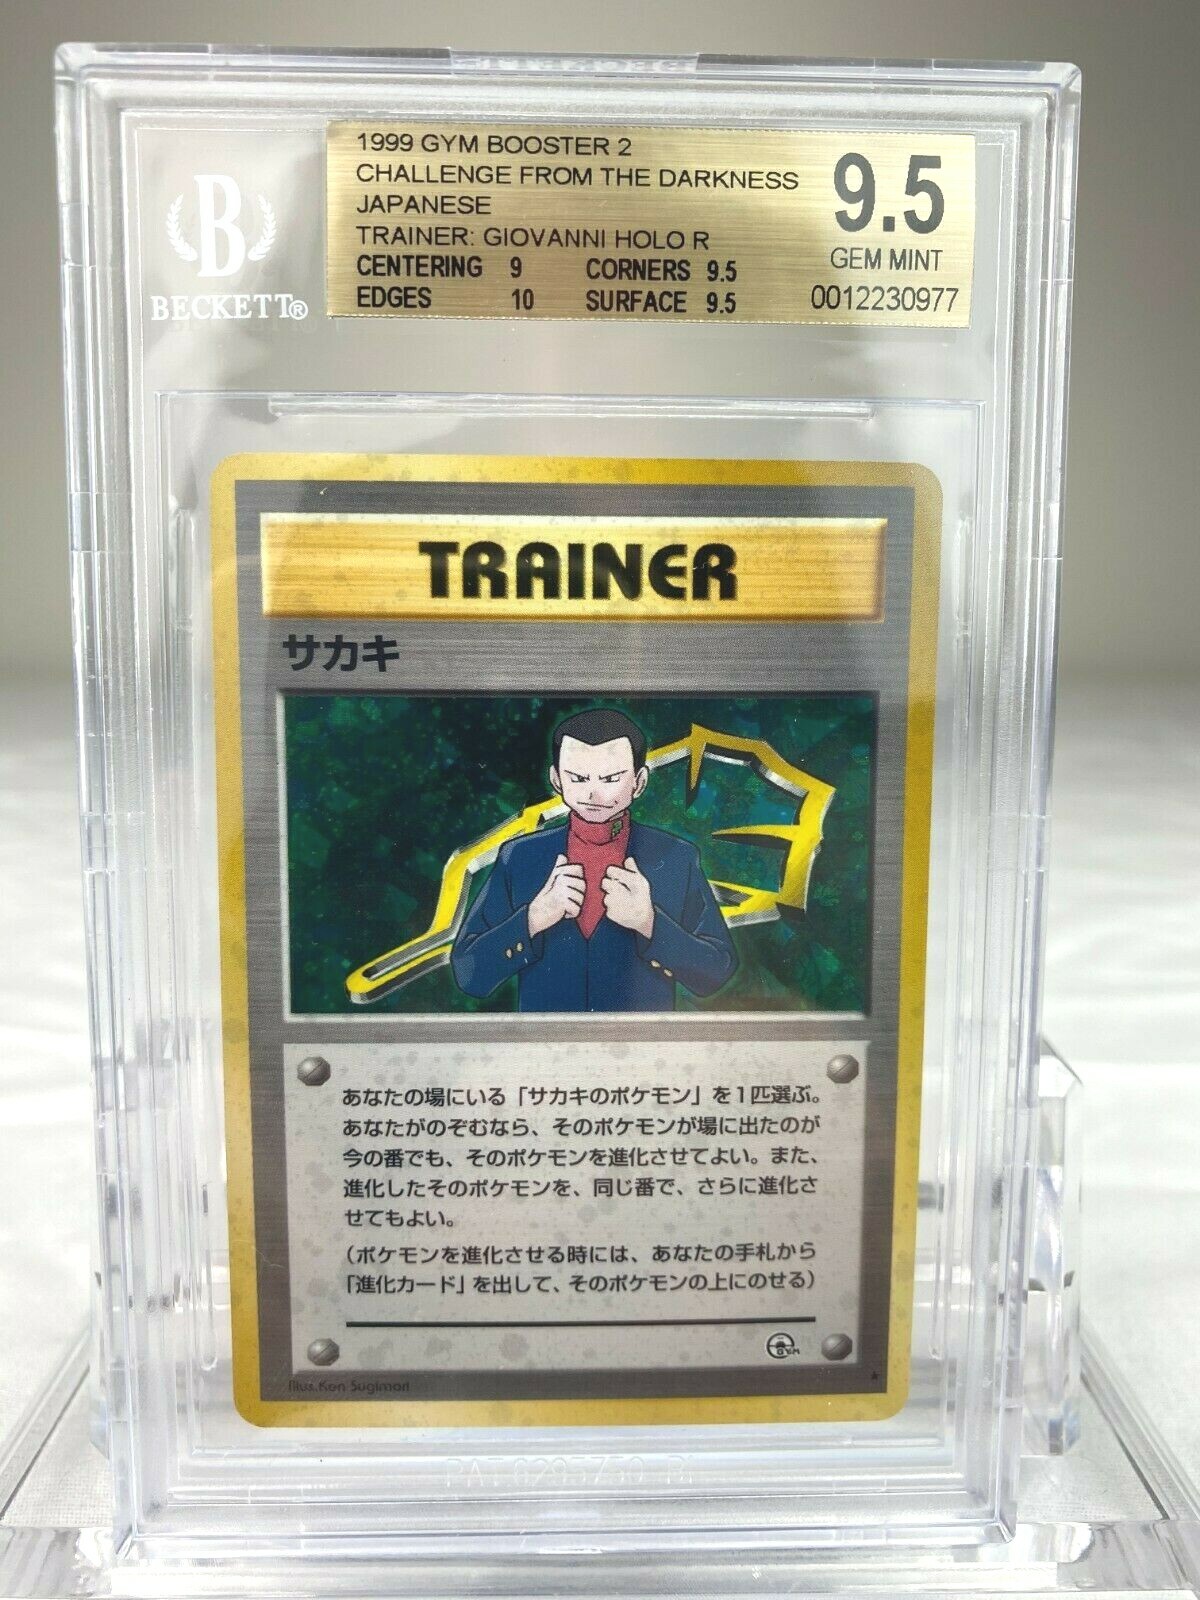 BECKETT
1999 GYM BOOSTER 2
CHALLENGE FROM THE DARKNESS
JAPANESE
TRAINER: GIOVANNI HOLO R
CENTERING 9 CORNERS 9.5
EDGES 10 SURFACE 9.5
9.5
GEM MINT
0012230977
B
BECKETT®
TRAINER
サカキ
あなたの場にいる「サカキのポケモン」を1匹選ぶ。
あなたがのぞむなら、そのポケモンが場に出たのが
今の番でも、そのポケモンを進化させてよい。また、
進化したそのポケモンを、同じ番で、さらに進化さ
せてもよい。
(ポケモンを進化させる時には、あなたの手札から
「進化カード」を出して、そのポケモンの上にのせる)
GYM
Illus. Ken Sugimori